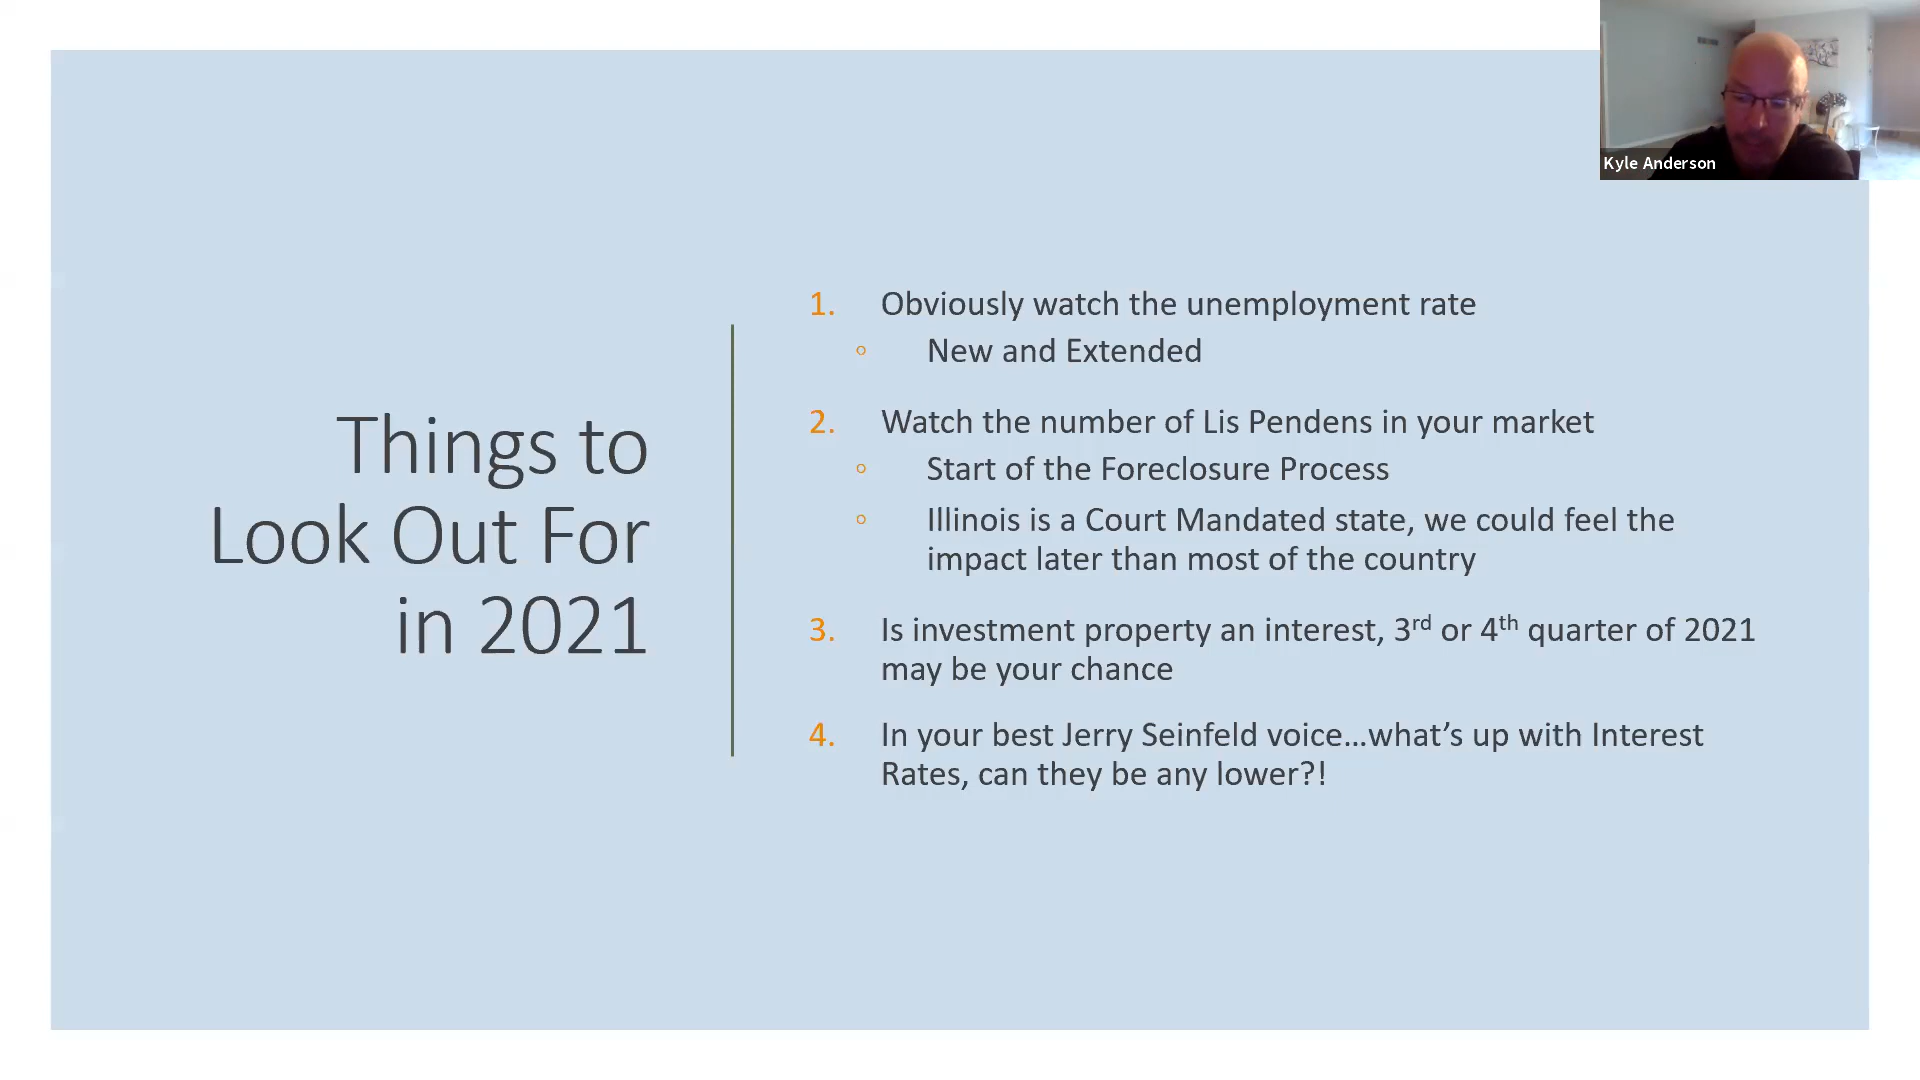 Kyle Anderson
Things to
Look Out For
in 2021
1. Obviously watch the unemployment rate
◦ New and Extended
2. Watch the number of Lis Pendens in your market
◦ Start of the Foreclosure Process
◦ Illinois is a Court Mandated state, we could feel the
impact later than most of the country
3. Is investment property an interest, 3rd or 4th quarter of 2021
may be your chance
4. In your best Jerry Seinfeld voice…what’s up with Interest
Rates, can they be any lower?!